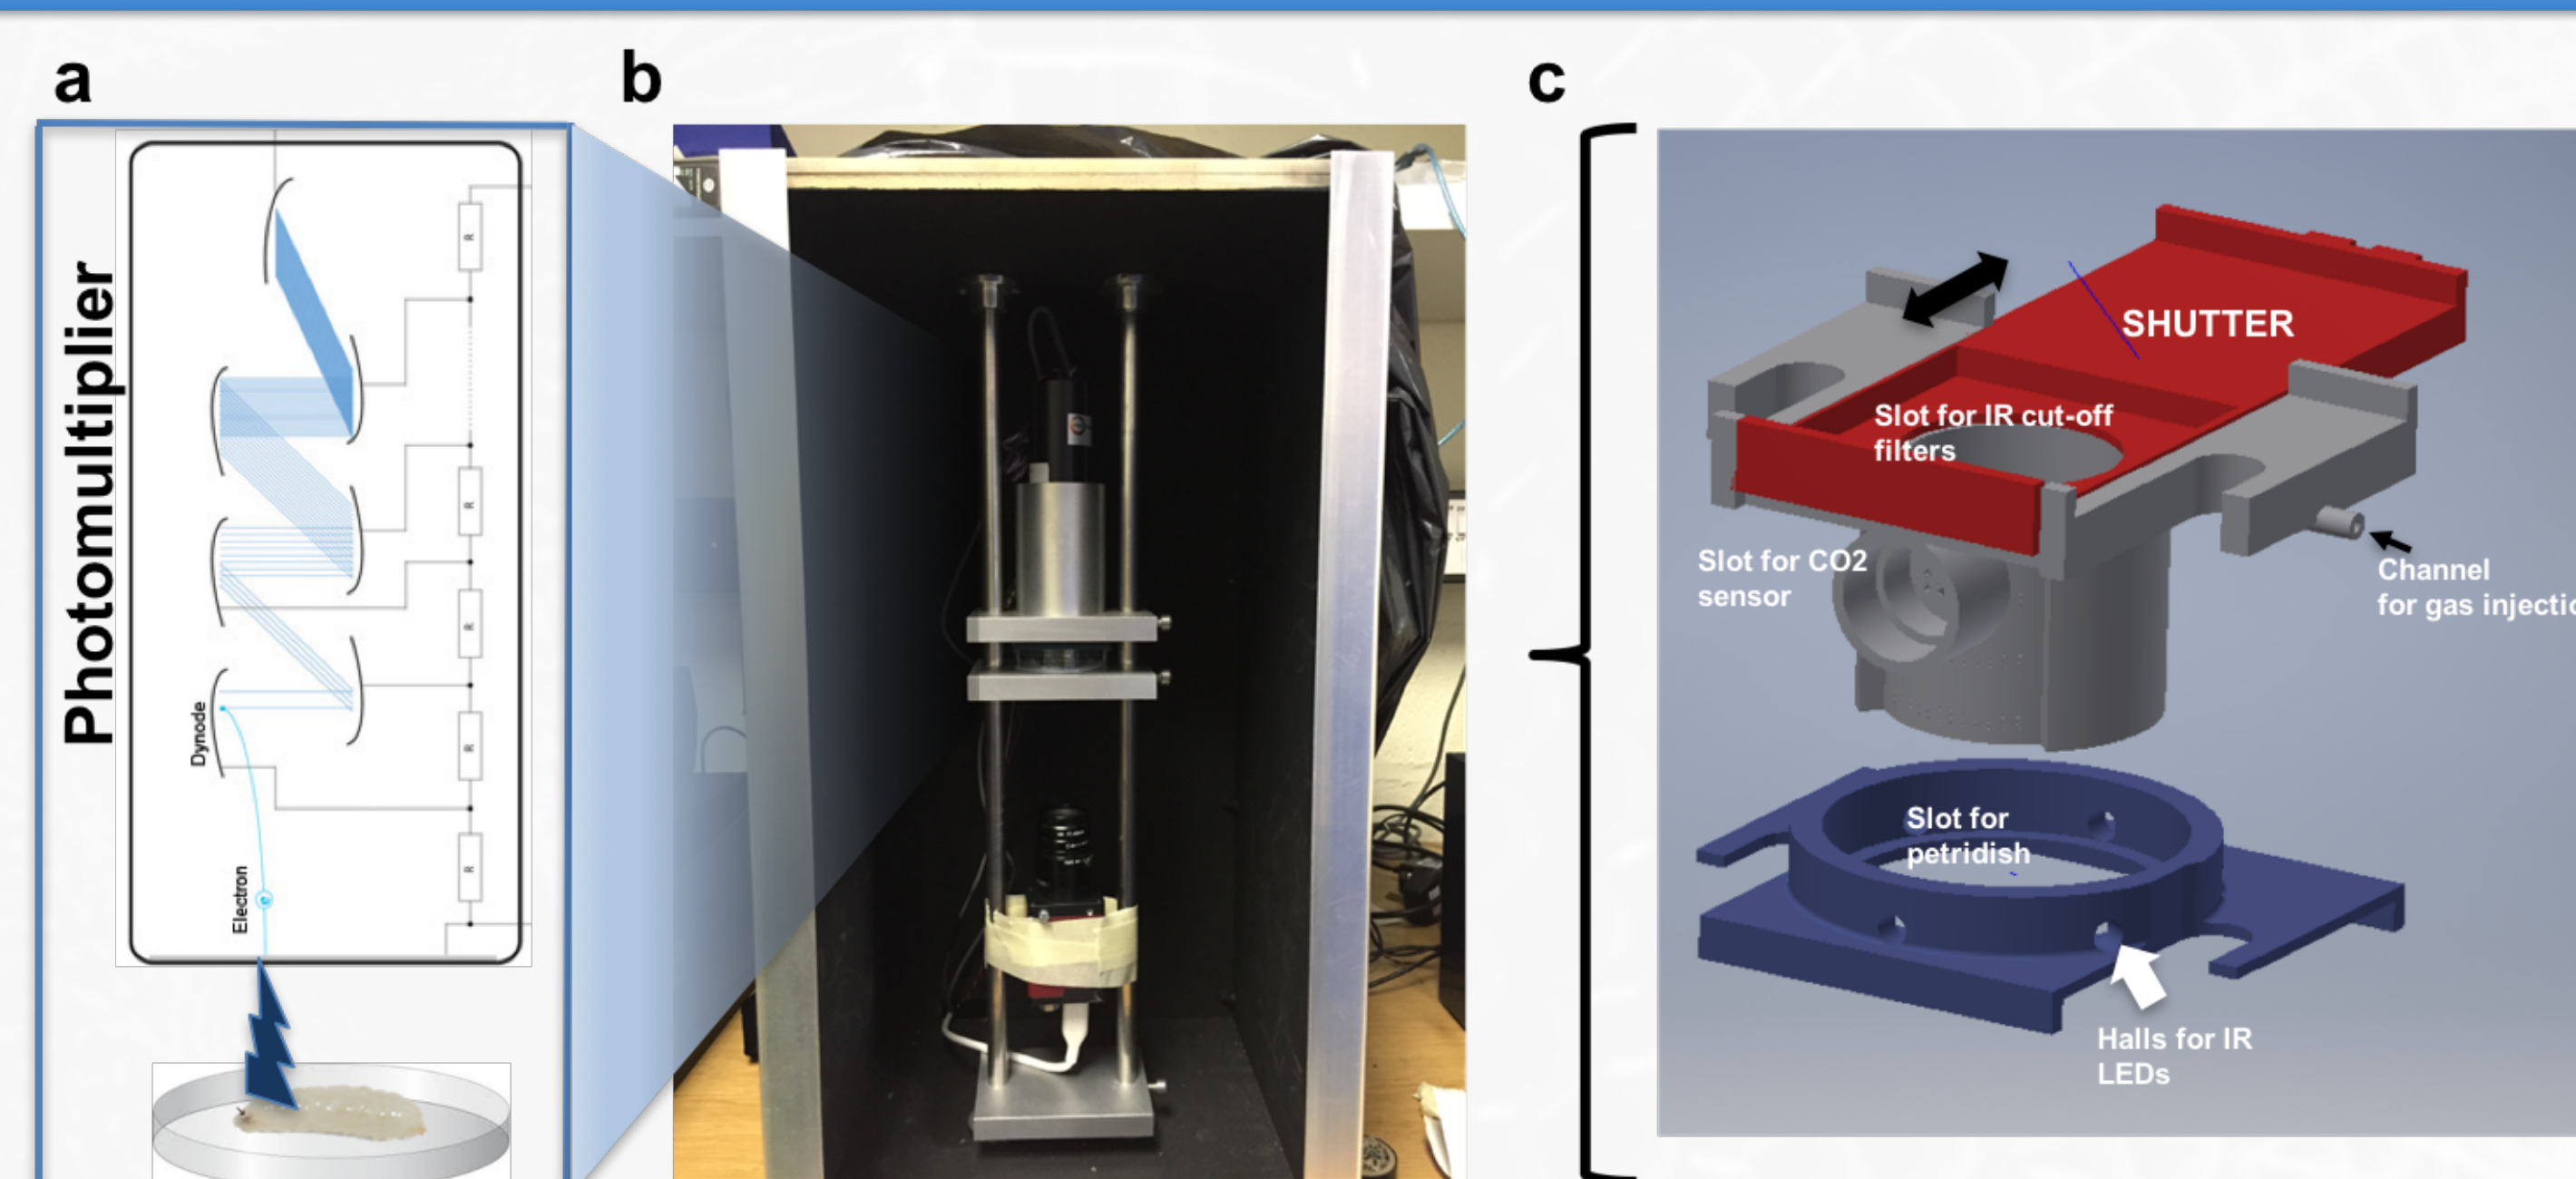 a
b
c
Photomultiplier
Dynode
Electron
R
R
R
R
R
SHUTTER
Slot for IR cut-off
filters
Slot for CO2
sensor
Channel
for gas injectio
Slot for
petridish
Halls for IR
LEDs